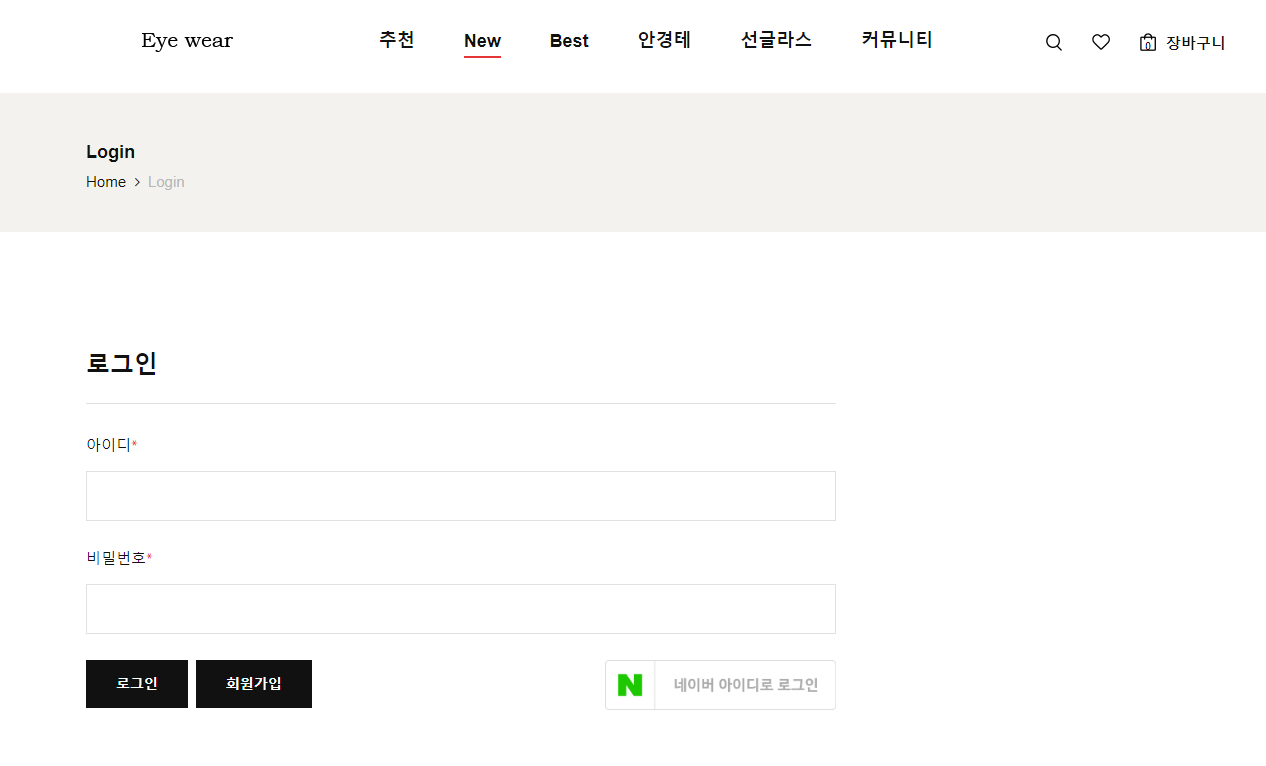 Eye wear 추천 New Best 안경테 선글라스 커뮤니티 0 장바구니
Login
Home > Login
로그인
아이디*
비밀번호*
로그인 회원가입 N 네이버 아이디로 로그인